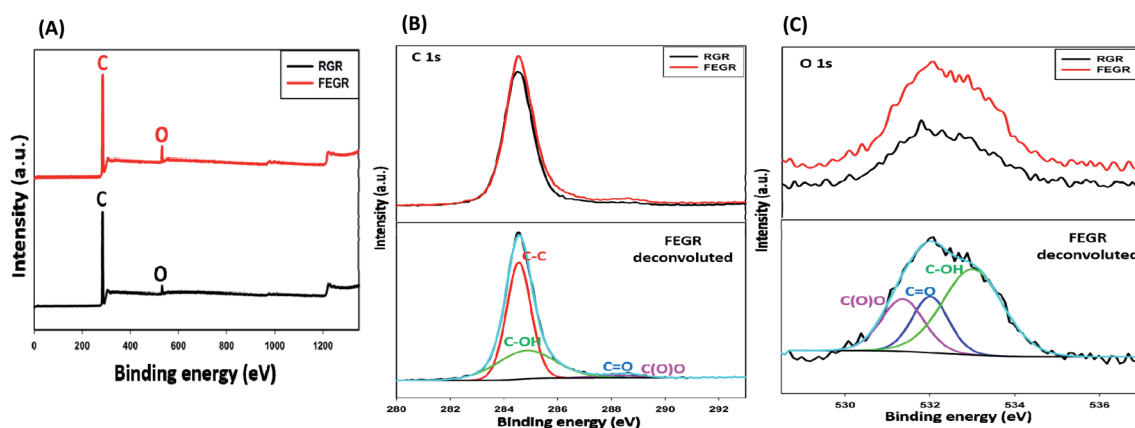 (A)
C
RGR
FEGR
O
C
O
Intensity (a.u.)
0 200 400 600 800 1000 1200
Binding energy (eV)
(B)
C 1s
RGR
FEGR
Intensity (a.u.)
FEGR
deconvoluted
C-C
C-OH
C=O
C(O)O
280 282 284 286 288 290 292
Binding energy (eV)
(C)
O 1s
RGR
FEGR
Intensity (a.u.)
FEGR
deconvoluted
C-OH
C=O
C(O)O
530 532 534 536
Binding energy (eV)